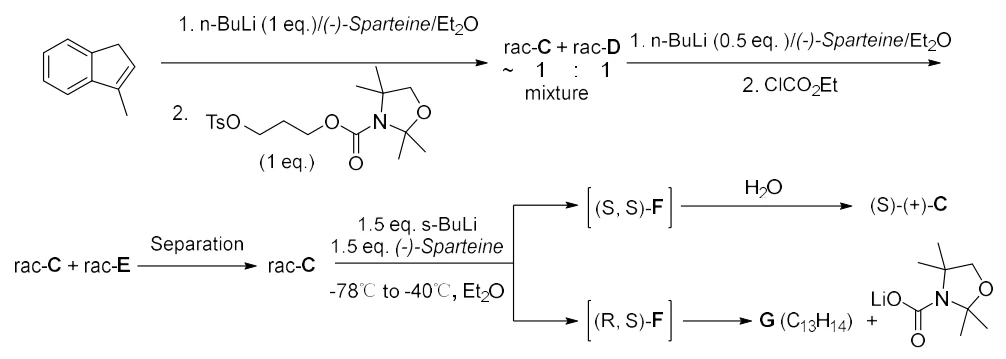 1. n-BuLi (1 eq.)/(-)-Sparteine/Et₂O
2.
TsO
O
N
O
O
(1 eq.)
rac-C + rac-D
~ 1 : 1
mixture
1. n-BuLi (0.5 eq. )/(-)-Sparteine/Et₂O
2. ClCO₂Et
rac-C + rac-E
Separation
rac-C
1.5 eq. s-BuLi
1.5 eq. (-)-Sparteine
-78℃ to -40℃, Et₂O
[(S, S)-F]
H₂O
(S)-(+)-C
[(R, S)-F]
G (C₁₃H₁₄) +
LiO
N
O
O